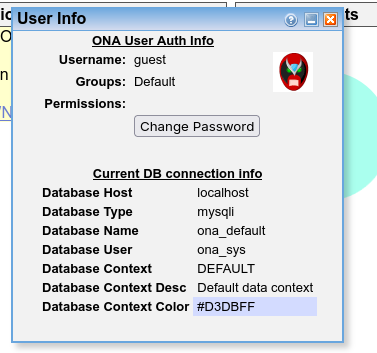 User Info
ONA User Auth Info
Username: guest
Groups: Default
Permissions:
Change Password
Current DB connection info
Database Host localhost
Database Type mysqli
Database Name ona_default
Database User ona_sys
Database Context DEFAULT
Database Context Desc Default data context
Database Context Color #D3DBFF